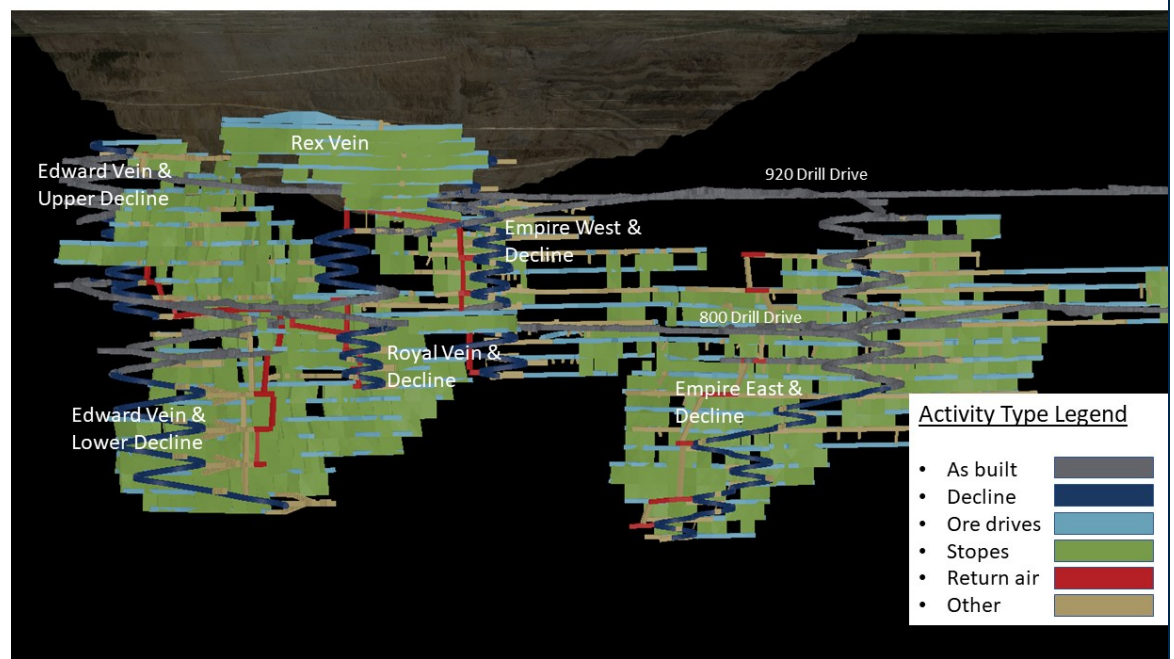 Rex Vein
Edward Vein &
Upper Decline
920 Drill Drive
Empire West &
Decline
800 Drill Drive
Royal Vein &
Decline
Empire East &
Decline
Edward Vein &
Lower Decline
Activity Type Legend
• As built
• Decline
• Ore drives
• Stopes
• Return air
• Other